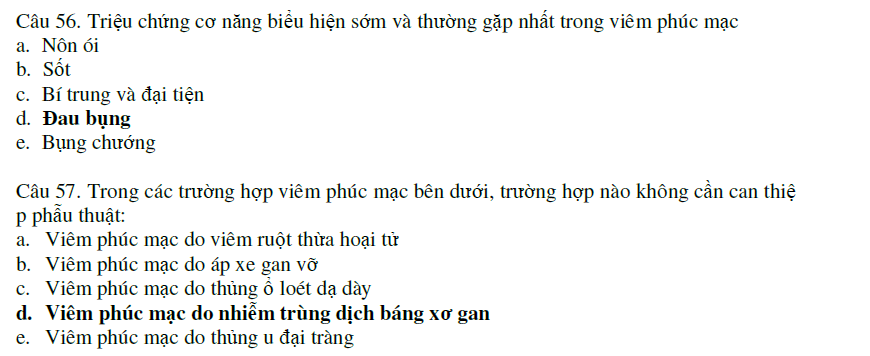 Câu 56. Triệu chứng cơ năng biểu hiện sớm và thường gặp nhất trong viêm phúc mạc
a. Nôn ói
b. Sốt
c. Bí trung và đại tiện
d. Đau bụng
e. Bụng chướng
Câu 57. Trong các trường hợp viêm phúc mạc bên dưới, trường hợp nào không cần can thiệ
p phẫu thuật:
a. Viêm phúc mạc do viêm ruột thừa hoại tử
b. Viêm phúc mạc do áp xe gan vỡ
c. Viêm phúc mạc do thủng ổ loét dạ dày
d. Viêm phúc mạc do nhiễm trùng dịch báng xơ gan
e. Viêm phúc mạc do thủng u đại tràng